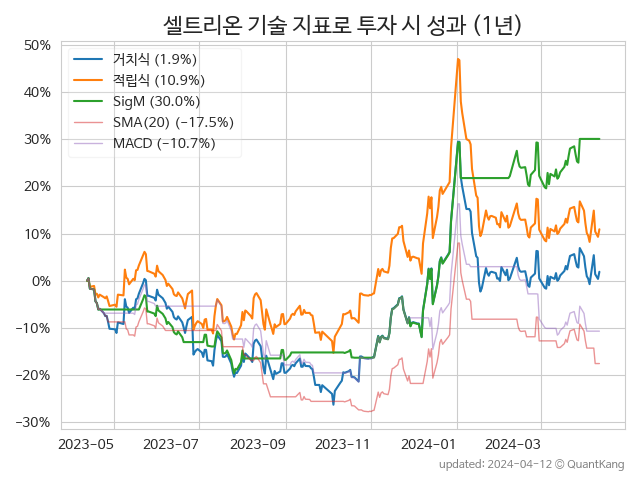 셀트리온 기술 지표로 투자 시 성과 (1년)
50%
40%
30%
20%
10%
0%
−10%
−20%
−30%
거치식 (1.9%)
적립식 (10.9%)
SigM (30.0%)
SMA(20) (−17.5%)
MACD (−10.7%)
2023-05 2023-07 2023-09 2023-11 2024-01 2024-03
updated: 2024-04-12 ⓒ QuantKang